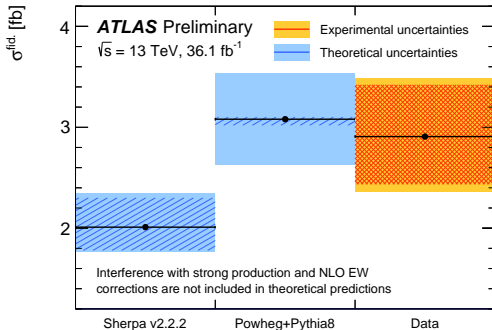 σ^fid. [fb]
ATLAS Preliminary
√s = 13 TeV, 36.1 fb⁻¹
Experimental uncertainties
Theoretical uncertainties
4
3
2
Interference with strong production and NLO EW
corrections are not included in theoretical predictions
Sherpa v2.2.2 Powheg+Pythia8 Data